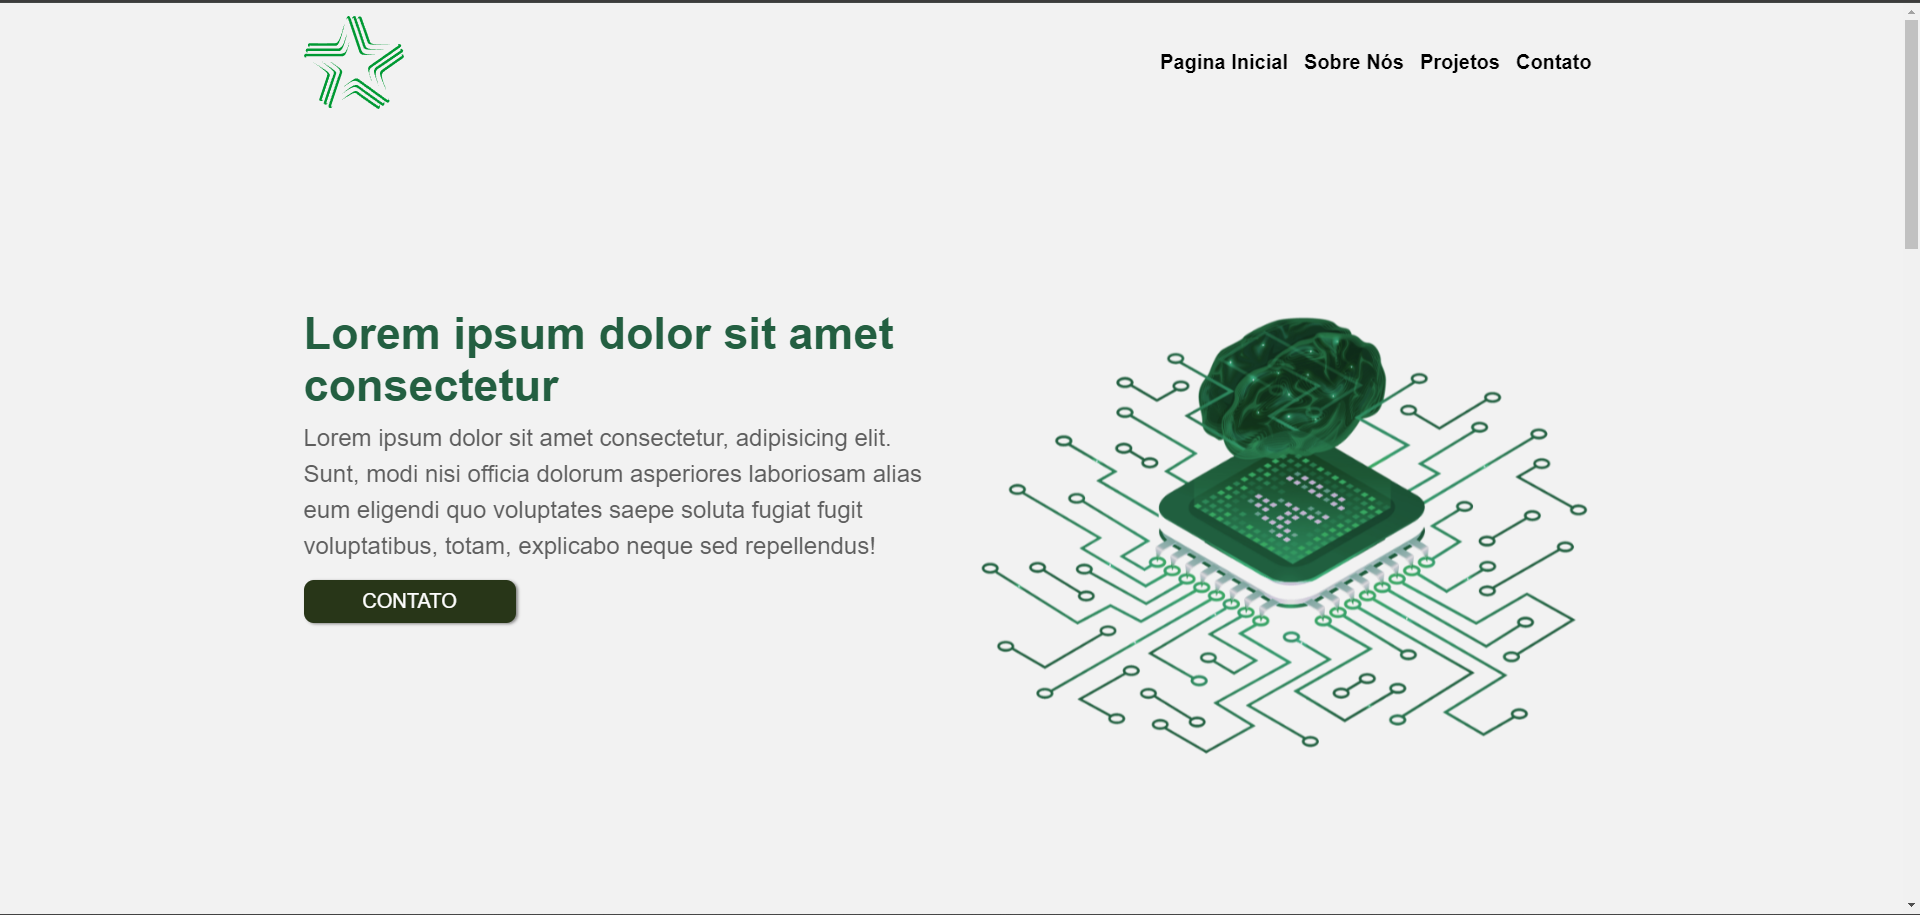 Pagina Inicial Sobre Nós Projetos Contato
Lorem ipsum dolor sit amet
consectetur
Lorem ipsum dolor sit amet consectetur, adipisicing elit.
Sunt, modi nisi officia dolorum asperiores laboriosam alias
eum eligendi quo voluptates saepe soluta fugiat fugit
voluptatibus, totam, explicabo neque sed repellendus!
CONTATO